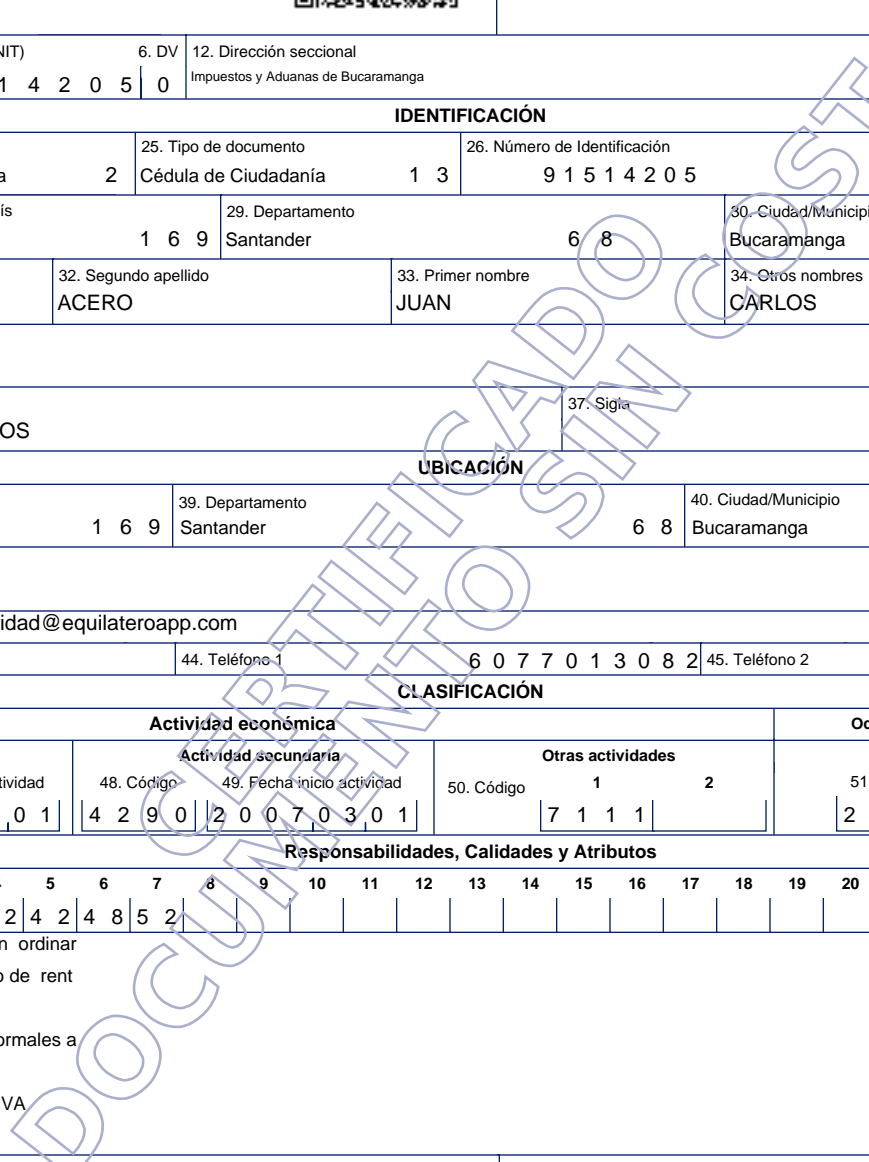 NIT) 6. DV 12. Dirección seccional
1 4 2 0 5 0 Impuestos y Aduanas de Bucaramanga
IDENTIFICACIÓN
25. Tipo de documento 26. Número de Identificación
a 2 Cédula de Ciudadanía 1 3 9 1 5 1 4 2 0 5
ís 29. Departamento 30. Ciudad/Municipi
1 6 9 Santander 6 8 Bucaramanga
32. Segundo apellido 33. Primer nombre 34. Otros nombres
ACERO JUAN CARLOS
37. Sigla
OS
UBICACIÓN
39. Departamento 40. Ciudad/Municipio
1 6 9 Santander 6 8 Bucaramanga
idad@equilateroapp.com
44. Teléfono 1 6 0 7 7 0 1 3 0 8 2 45. Teléfono 2
CLASIFICACIÓN
Actividad económica Oc
Actividad secundaria Otras actividades
tividad 48. Código 49. Fecha inicio actividad 50. Código 1 2 51
0 1 4 2 9 0 2 0 0 7 0 3 0 1 7 1 1 1 2
Responsabilidades, Calidades y Atributos
5 6 7 8 9 10 11 12 13 14 15 16 17 18 19 20
2 4 2 4 8 5 2
n ordinar
o de rent
ormales a
VA
CERTIFICADO
DOCUMENTO SIN COST